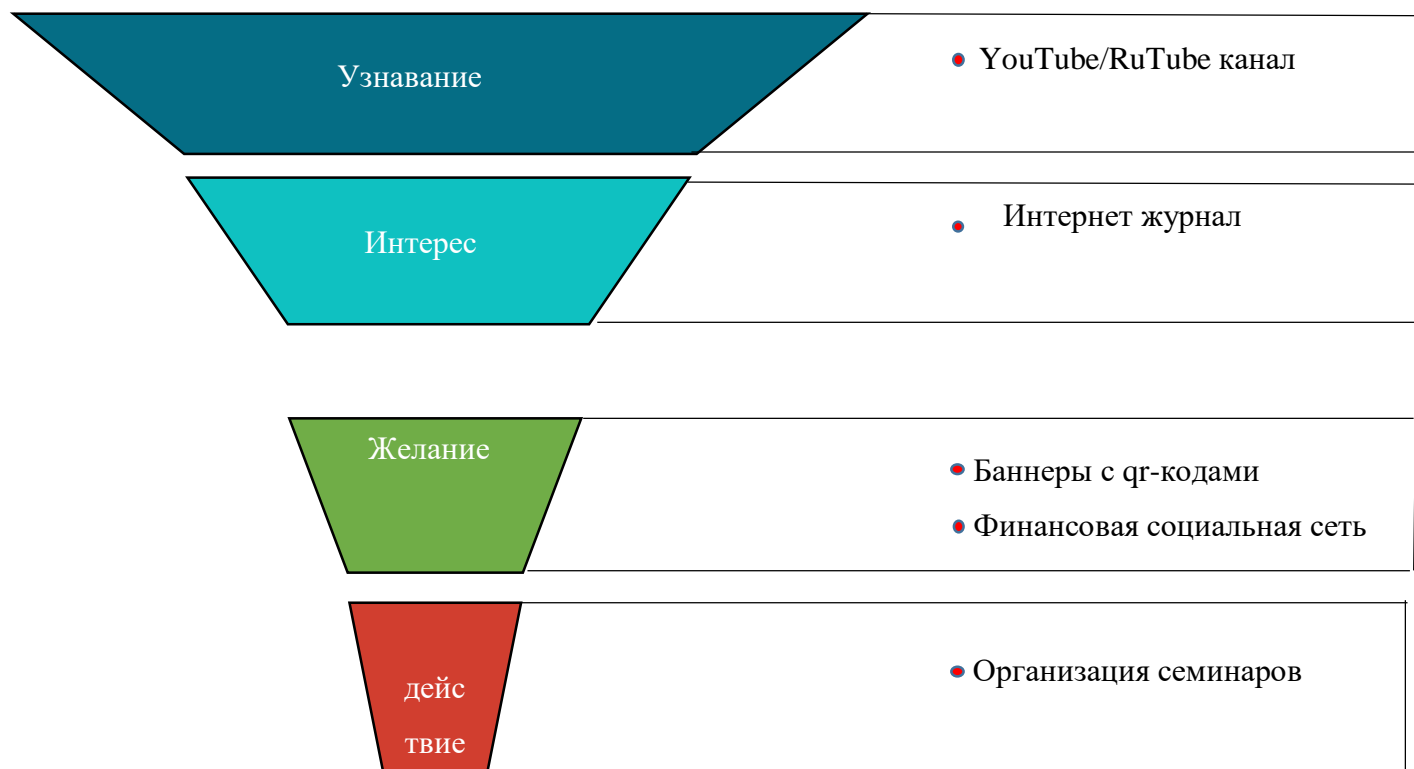 Узнавание
• YouTube/RuTube канал
Интерес
• Интернет журнал
Желание
• Баннеры с qr-кодами
• Финансовая социальная сеть
дейс
твие
• Организация семинаров